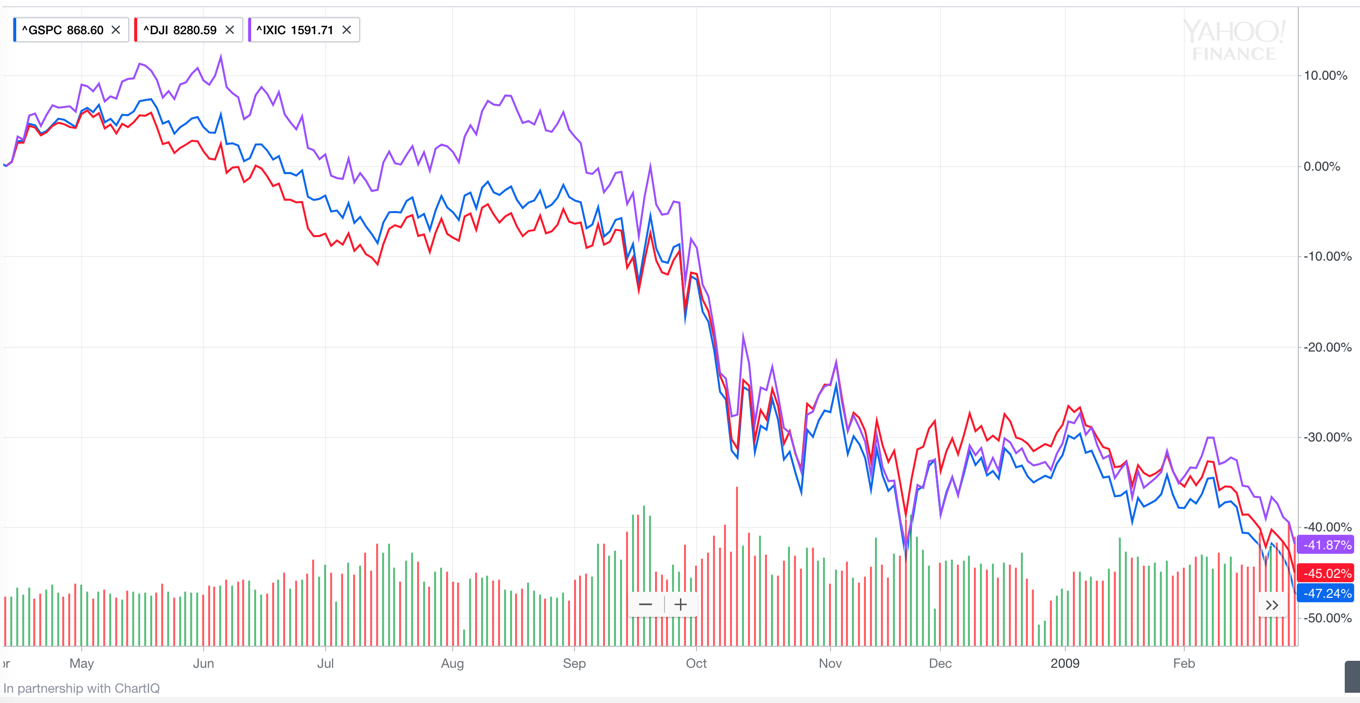 ^GSPC 868.60 ✕ ^DJI 8280.59 ✕ ^IXIC 1591.71 ✕
YAHOO!
FINANCE
10.00%
0.00%
-10.00%
-20.00%
-30.00%
-40.00%
-41.87%
-45.02%
-47.24%
-50.00%
May Jun Jul Aug Sep Oct Nov Dec 2009 Feb
In partnership with ChartIQ